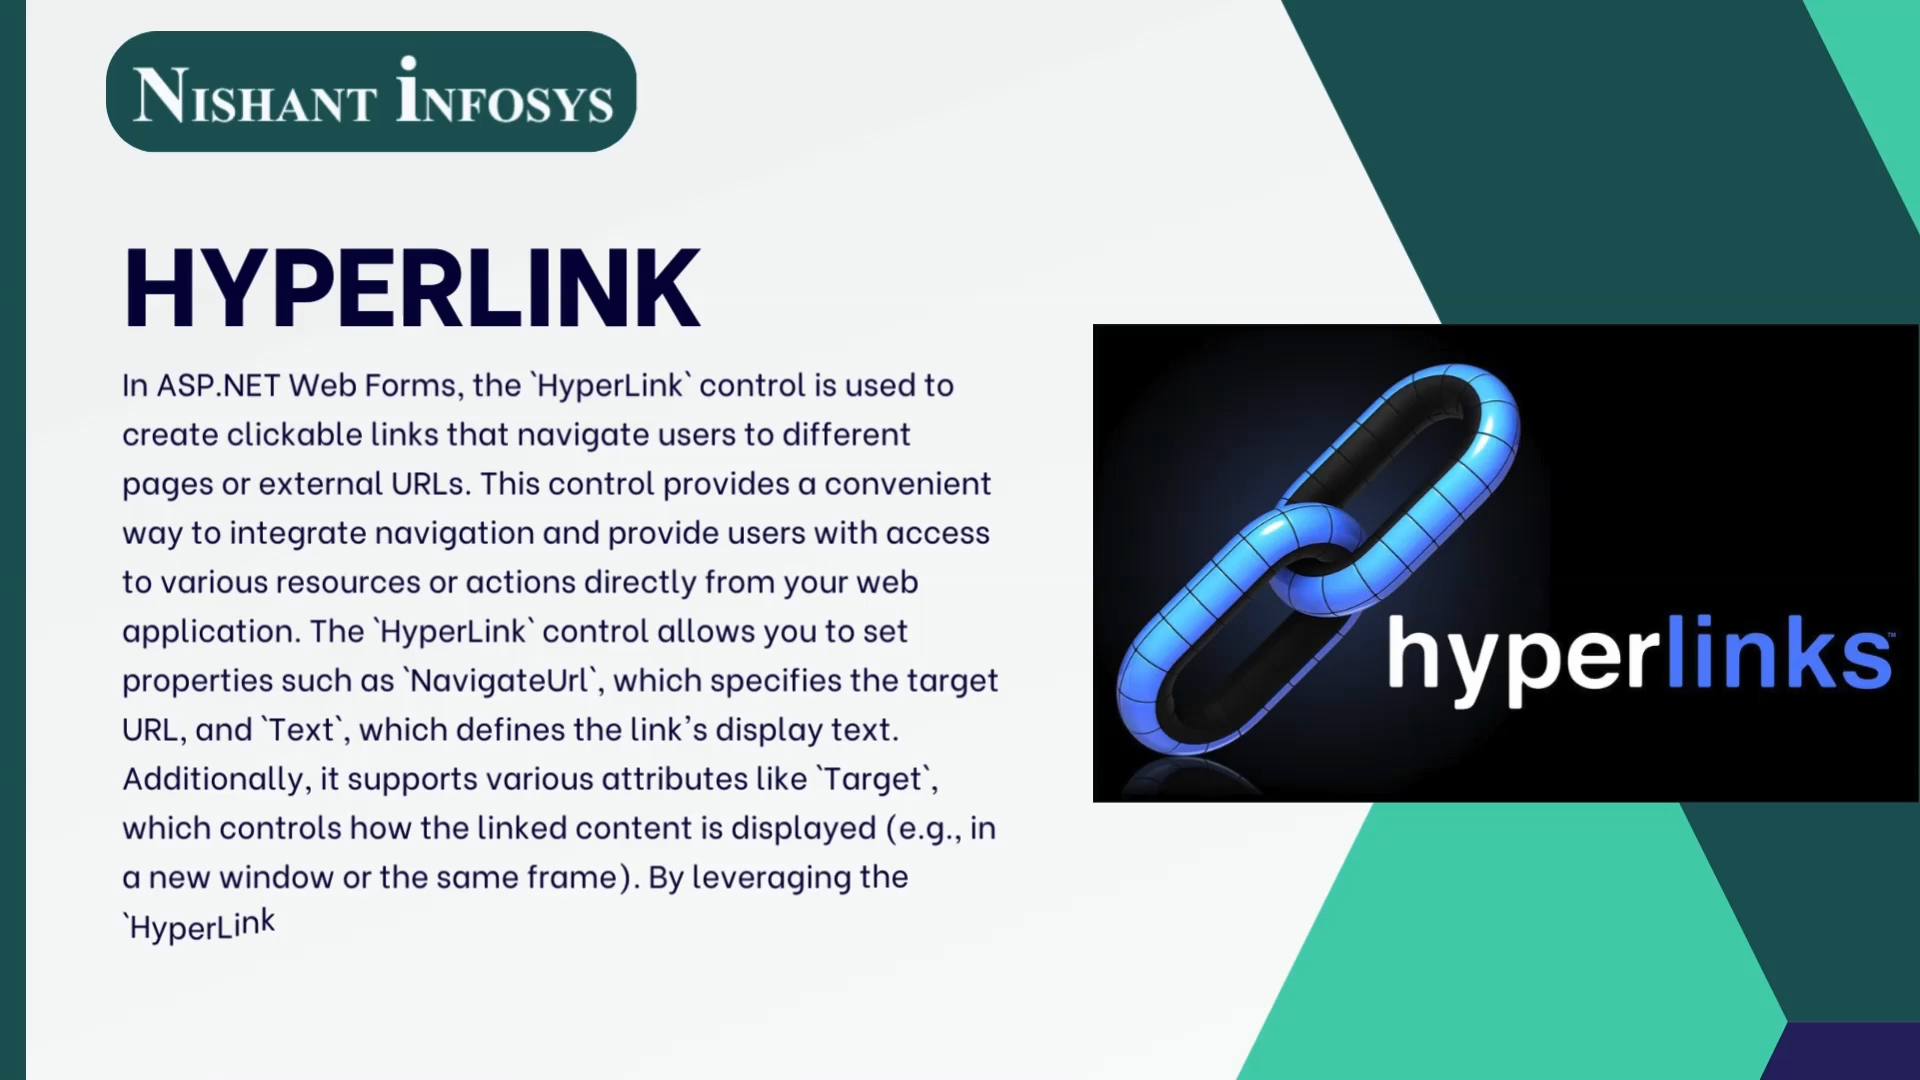 NISHANT iNFOSYS
HYPERLINK
In ASP.NET Web Forms, the `HyperLink` control is used to
create clickable links that navigate users to different
pages or external URLs. This control provides a convenient
way to integrate navigation and provide users with access
to various resources or actions directly from your web
application. The `HyperLink` control allows you to set
properties such as `NavigateUrl`, which specifies the target
URL, and `Text`, which defines the link’s display text.
Additionally, it supports various attributes like `Target`,
which controls how the linked content is displayed (e.g., in
a new window or the same frame). By leveraging the
`HyperLink
hyperlinks™